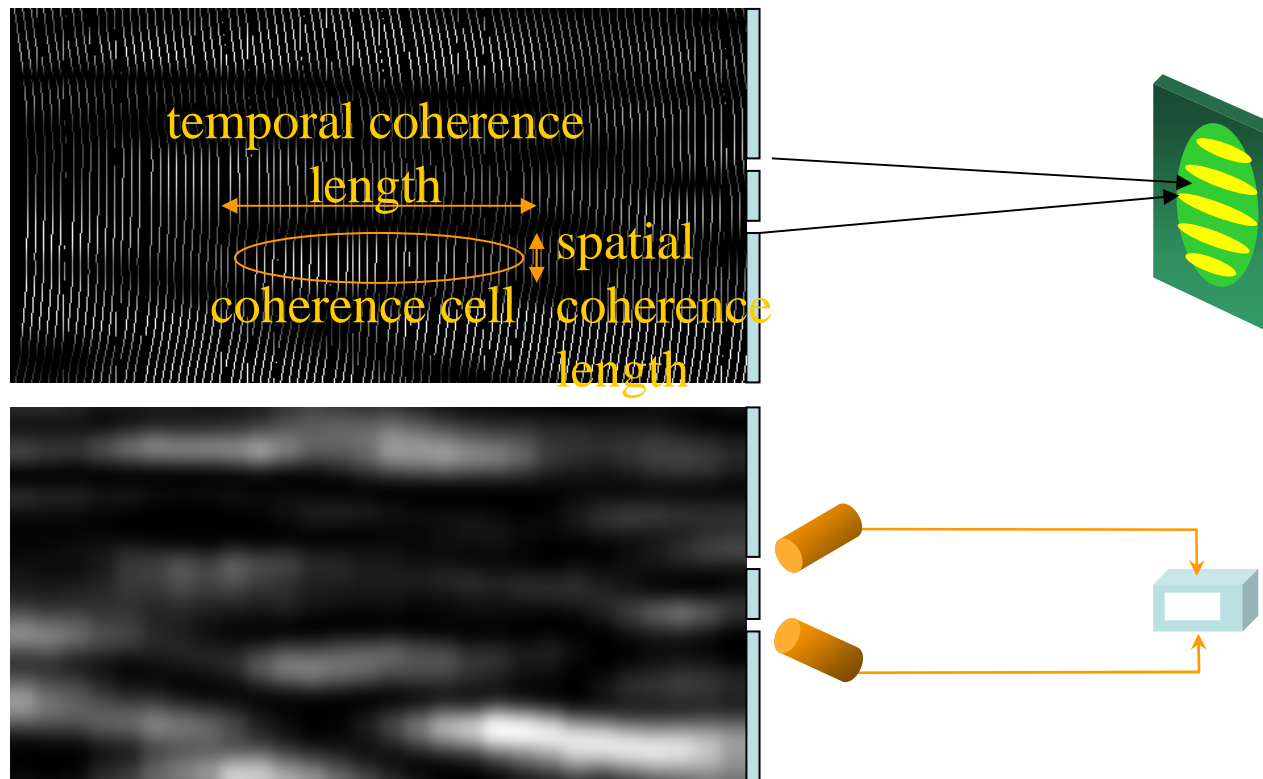 temporal coherence
length
spatial
coherence
length
coherence cell